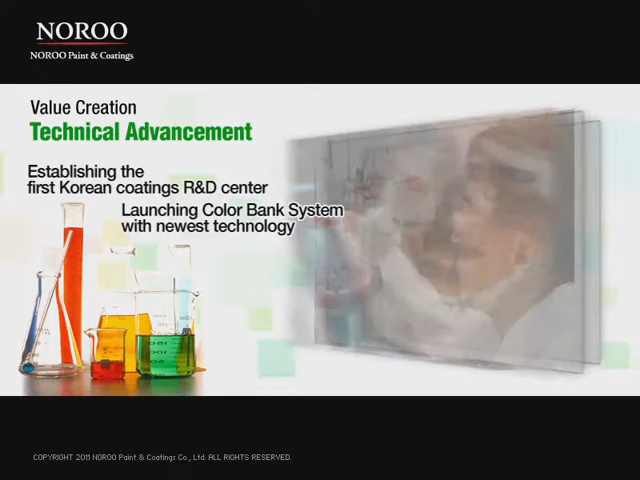 NOROO
NOROO Paint & Coatings
Value Creation
Technical Advancement
Establishing the
first Korean coatings R&D center
Launching Color Bank System
with newest technology
COPYRIGHT 2011 NOROO Paint & Coatings Co., Ltd. ALL RIGHTS RESERVED.